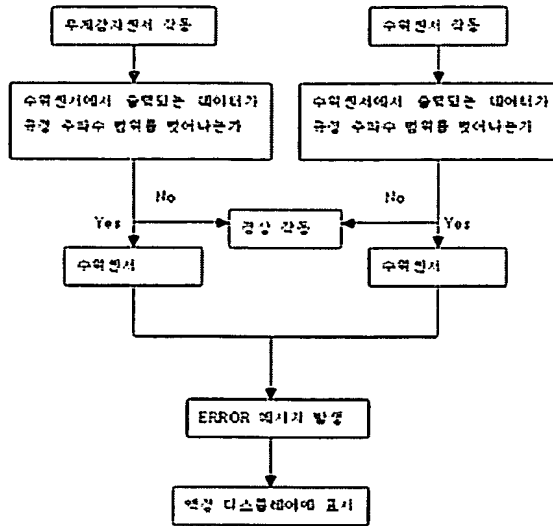 무게감지센서 작동
수위센서 작동
수위센서에서 출력되는 데이터가
규정 주파수 범위를 벗어나는가
수위센서에서 출력되는 데이터가
규정 주파수 범위를 벗어나는가
No
No
Yes
정상 작동
Yes
수위센서
수위센서
ERROR 메시지 발생
액정 디스플레이에 표시